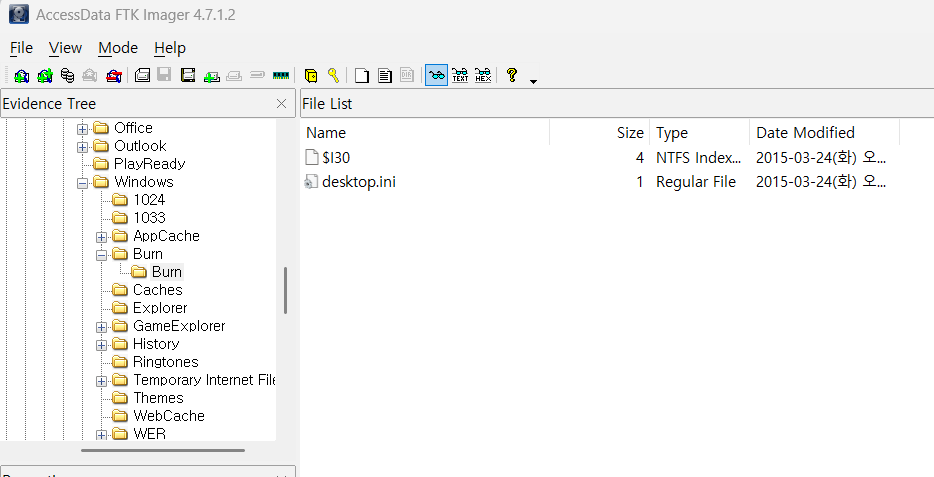 AccessData FTK Imager 4.7.1.2
File View Mode Help
TEXT HEX
Evidence Tree
File List
Office
Outlook
PlayReady
Windows
1024
1033
AppCache
Burn
Burn
Caches
Explorer
GameExplorer
History
Ringtones
Temporary Internet File
Themes
WebCache
WER
Name Size Type Date Modified
$I30 4 NTFS Index... 2015-03-24(화) 오...
desktop.ini 1 Regular File 2015-03-24(화) 오...